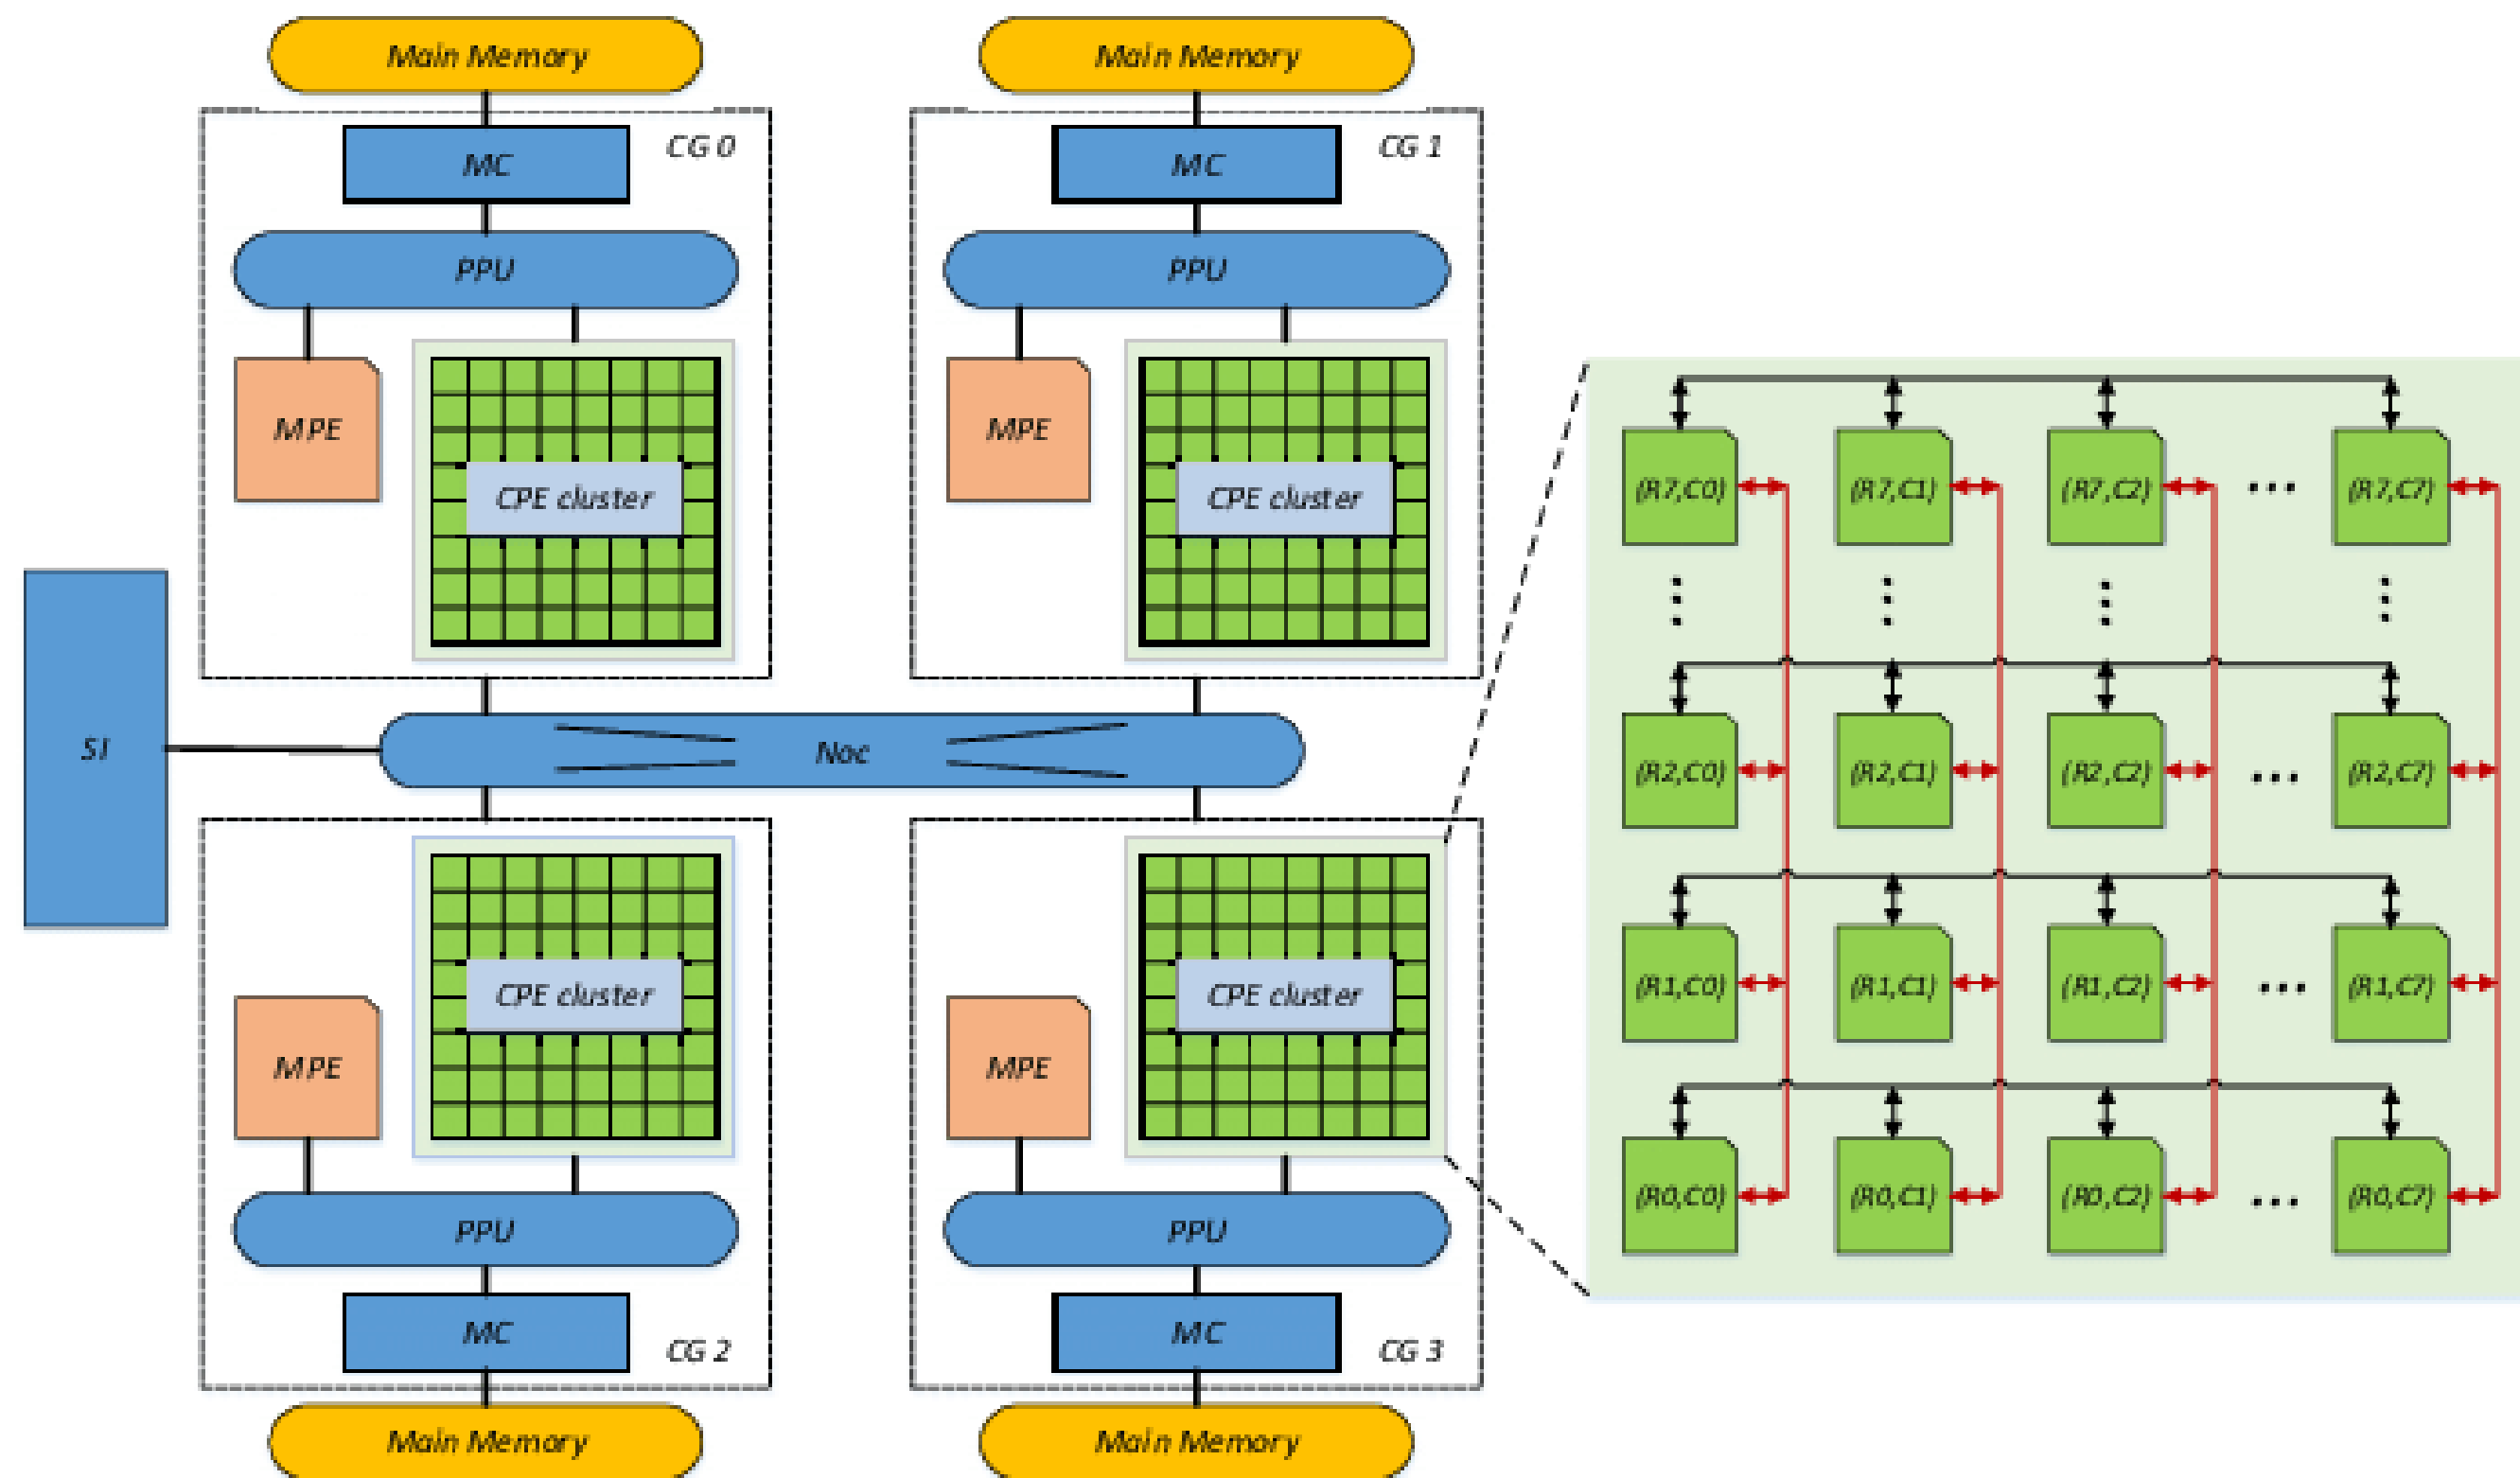 Main Memory
Main Memory
MC
CG 0
MC
CG 1
PPU
PPU
MPE
CPE cluster
MPE
CPE cluster
SI
Noc
MPE
CPE cluster
MPE
CPE cluster
PPU
PPU
MC
CG 2
MC
CG 3
Main Memory
Main Memory
(R7,C0) (R7,C1) (R7,C2) ... (R7,C7)
(R2,C0) (R2,C1) (R2,C2) ... (R2,C7)
(R1,C0) (R1,C1) (R1,C2) ... (R1,C7)
(R0,C0) (R0,C1) (R0,C2) ... (R0,C7)